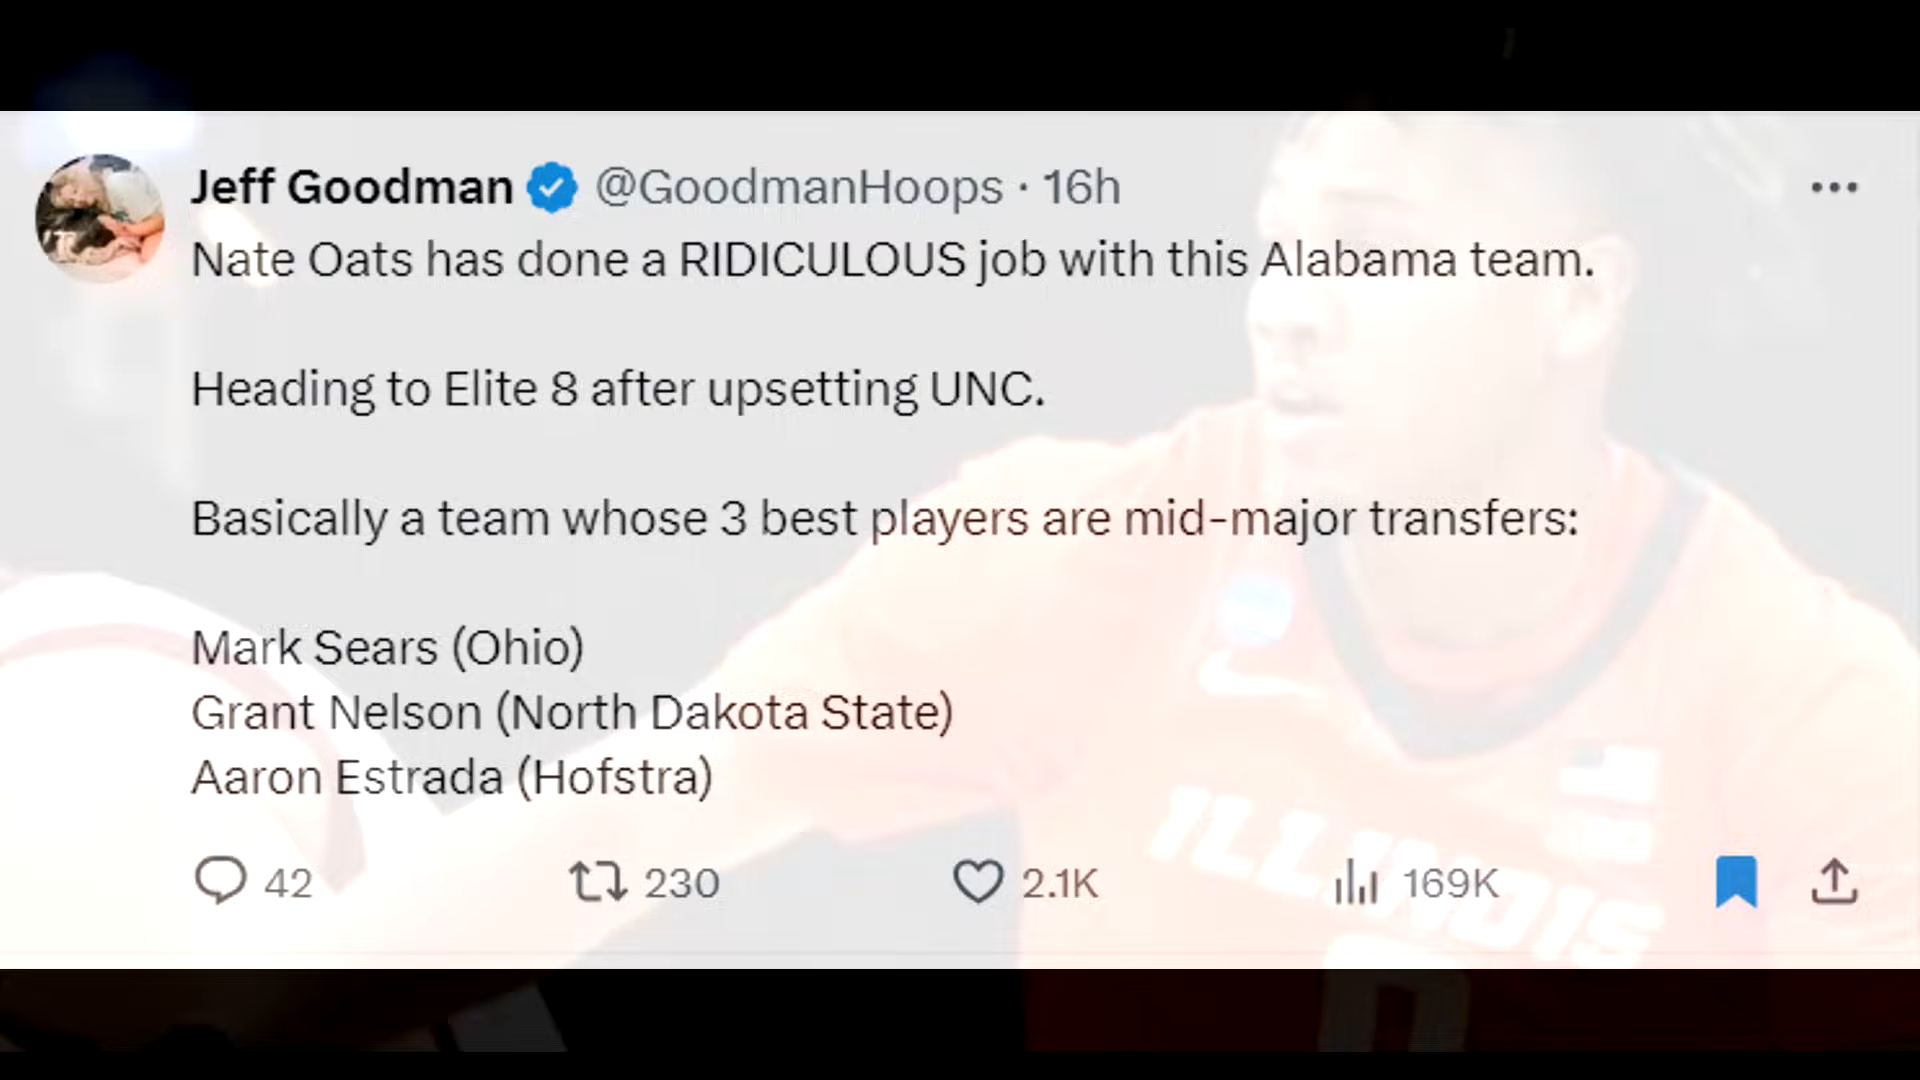 Jeff Goodman @GoodmanHoops · 16h
Nate Oats has done a RIDICULOUS job with this Alabama team.
Heading to Elite 8 after upsetting UNC.
Basically a team whose 3 best players are mid-major transfers:
Mark Sears (Ohio)
Grant Nelson (North Dakota State)
Aaron Estrada (Hofstra)
42 230 2.1K 169K
ILLINOIS
0